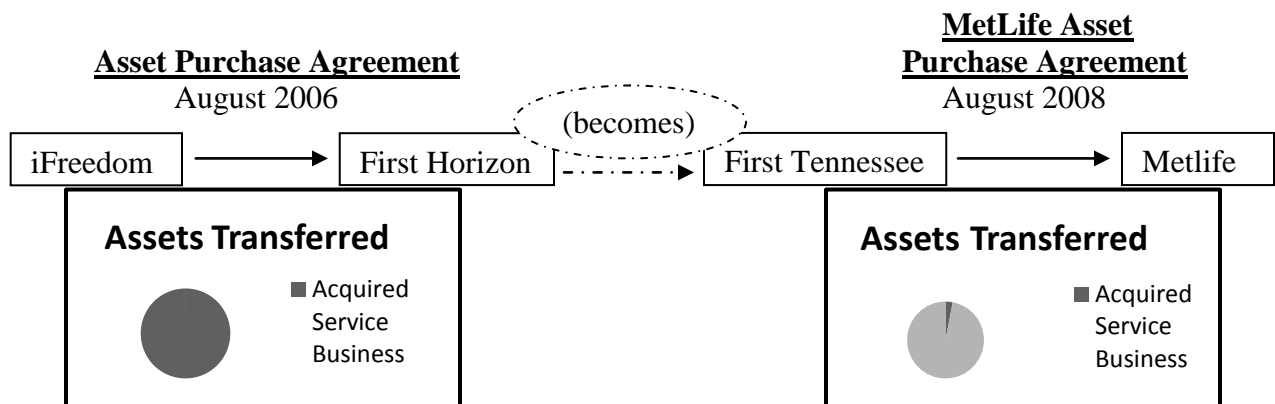 Asset Purchase Agreement
August 2006
MetLife Asset
Purchase Agreement
August 2008
iFreedom
First Horizon
(becomes)
First Tennessee
Metlife
Assets Transferred
Acquired
Service
Business
Assets Transferred
Acquired
Service
Business